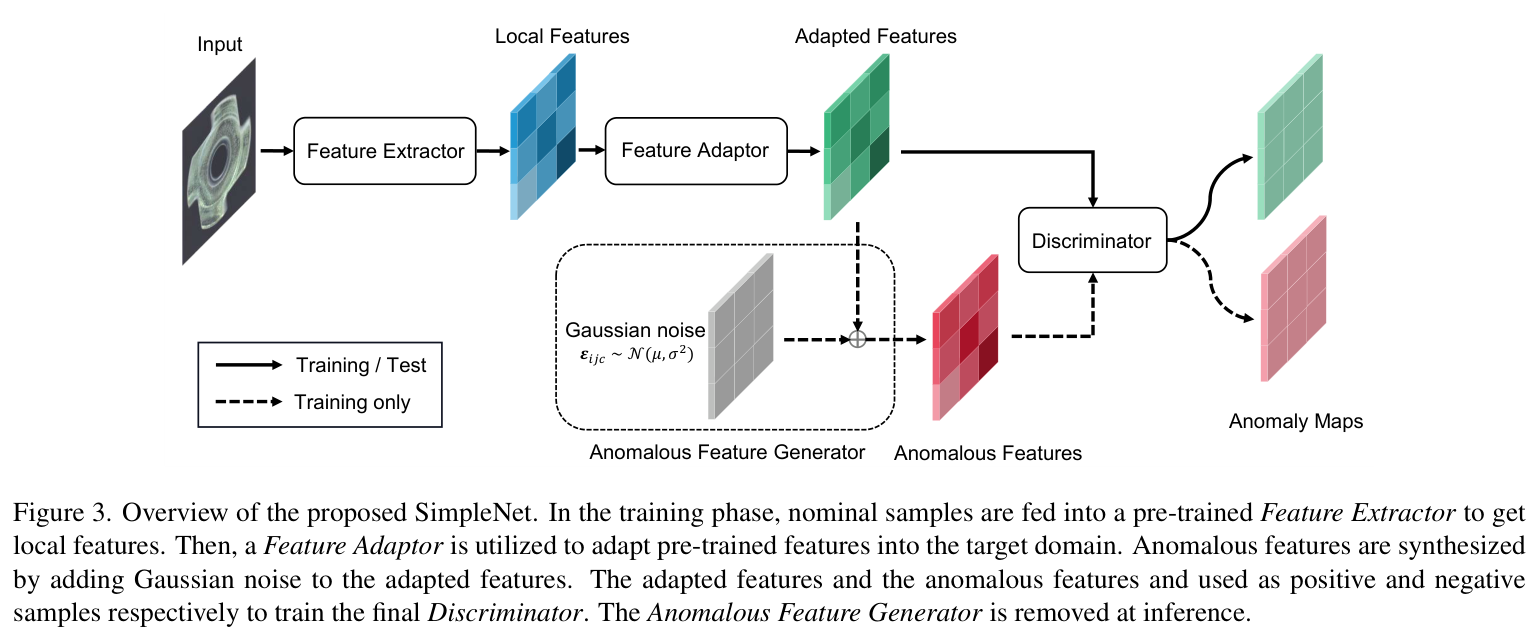 Input
Local Features
Adapted Features
Feature Extractor
Feature Adaptor
Discriminator
Gaussian noise
ε_{ijc} ~ 𝒩(μ, σ²)
Training / Test
Training only
Anomalous Feature Generator
Anomalous Features
Anomaly Maps
Figure 3. Overview of the proposed SimpleNet. In the training phase, nominal samples are fed into a pre-trained Feature Extractor to get
local features. Then, a Feature Adaptor is utilized to adapt pre-trained features into the target domain. Anomalous features are synthesized
by adding Gaussian noise to the adapted features. The adapted features and the anomalous features and used as positive and negative
samples respectively to train the final Discriminator. The Anomalous Feature Generator is removed at inference.